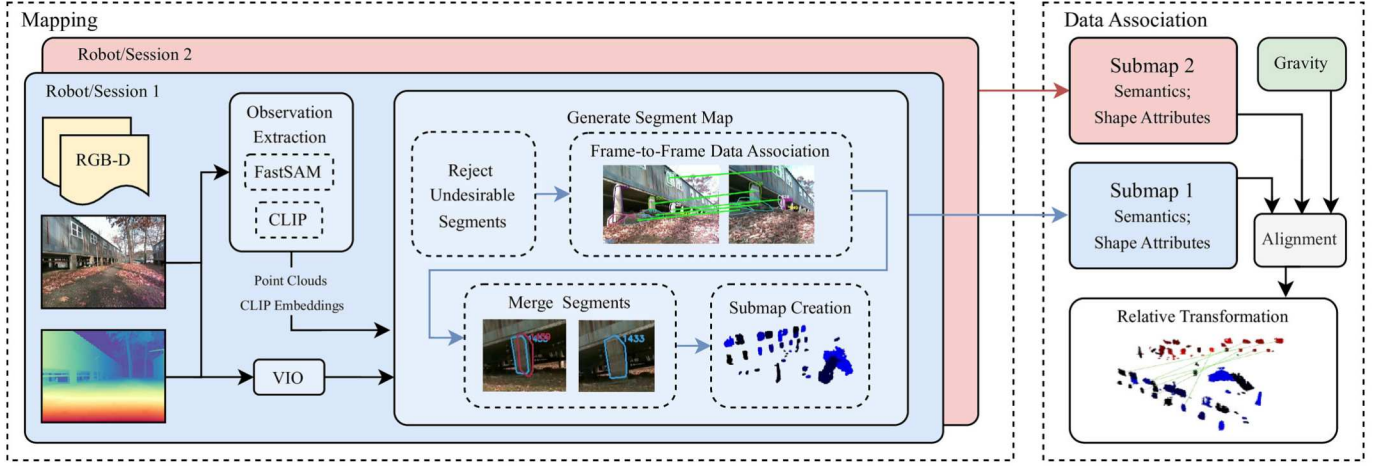 Mapping
Robot/Session 2
Robot/Session 1
RGB-D
Observation
Extraction
FastSAM
CLIP
Point Clouds
CLIP Embeddings
VIO
Generate Segment Map
Reject
Undesirable
Segments
Frame-to-Frame Data Association
Merge Segments
1433
Submap Creation
Data Association
Submap 2
Semantics;
Shape Attributes
Gravity
Submap 1
Semantics;
Shape Attributes
Alignment
Relative Transformation